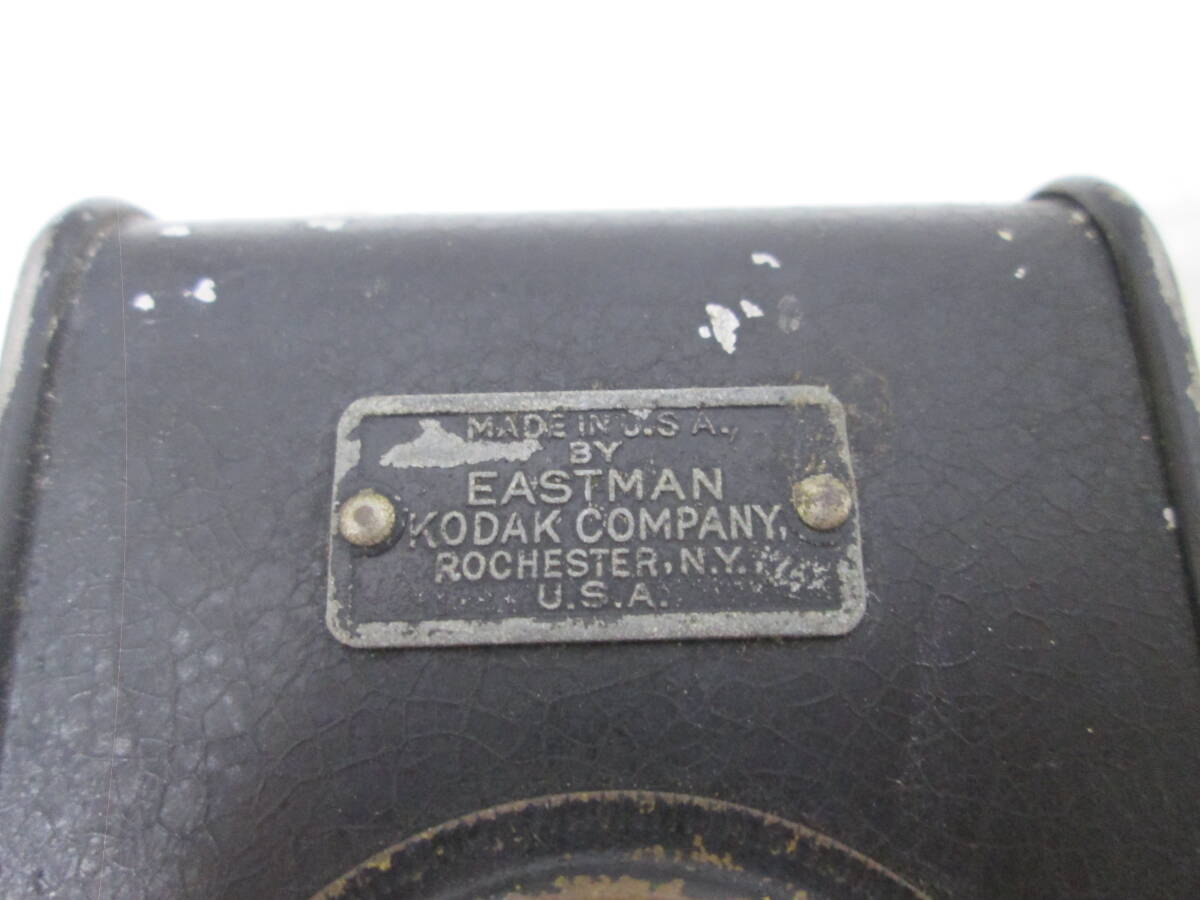 MADE IN U.S.A.,
BY
EASTMAN
KODAK COMPANY,
ROCHESTER, N.Y.
U.S.A.